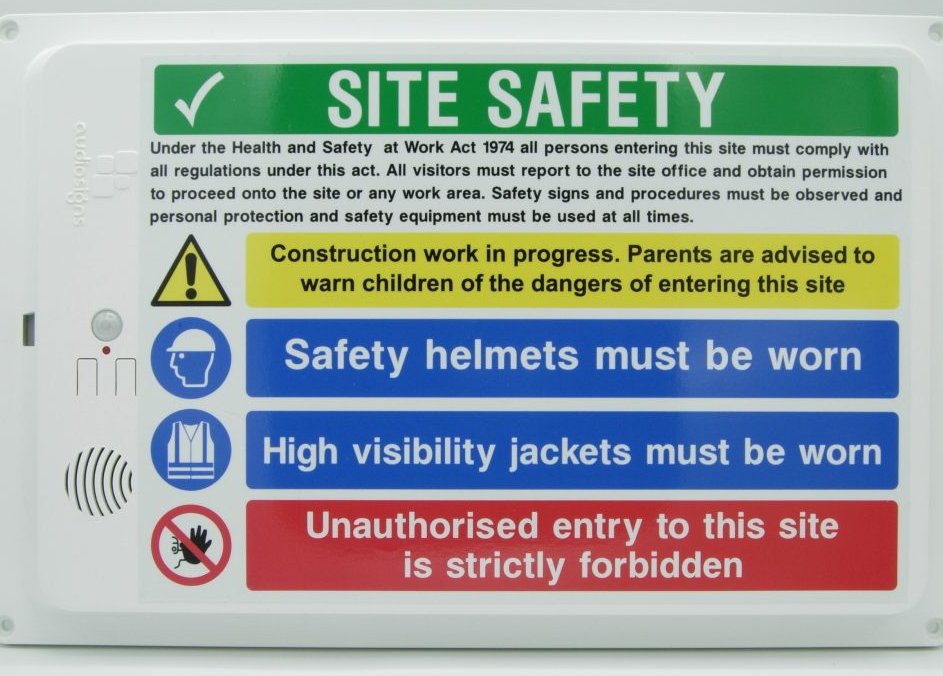 SITE SAFETY
Under the Health and Safety at Work Act 1974 all persons entering this site must comply with
all regulations under this act. All visitors must report to the site office and obtain permission
to proceed onto the site or any work area. Safety signs and procedures must be observed and
personal protection and safety equipment must be used at all times.
audiosigns
Construction work in progress. Parents are advised to
warn children of the dangers of entering this site
Safety helmets must be worn
High visibility jackets must be worn
Unauthorised entry to this site
is strictly forbidden